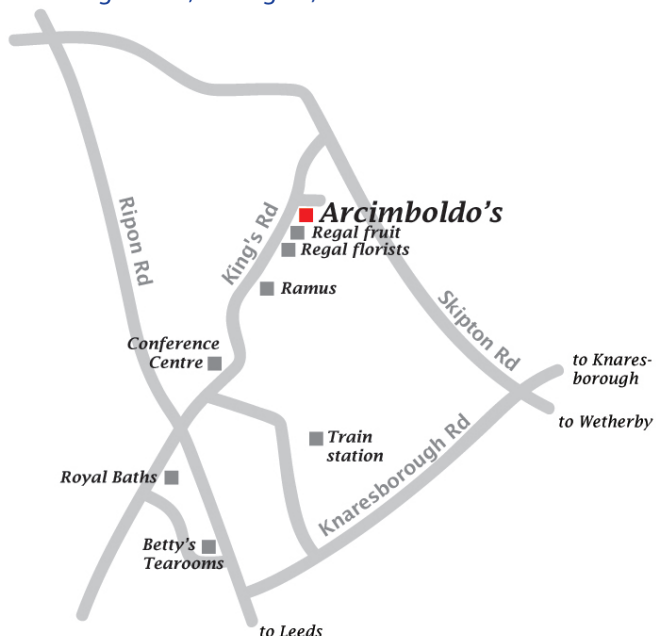 Ripon Rd
King's Rd
Arcimboldo's
Regal fruit
Regal florists
Ramus
Skipton Rd
Conference
Centre
to Knares-
borough
to Wetherby
Train
station
Knaresborough Rd
Royal Baths
Betty's
Tearooms
to Leeds